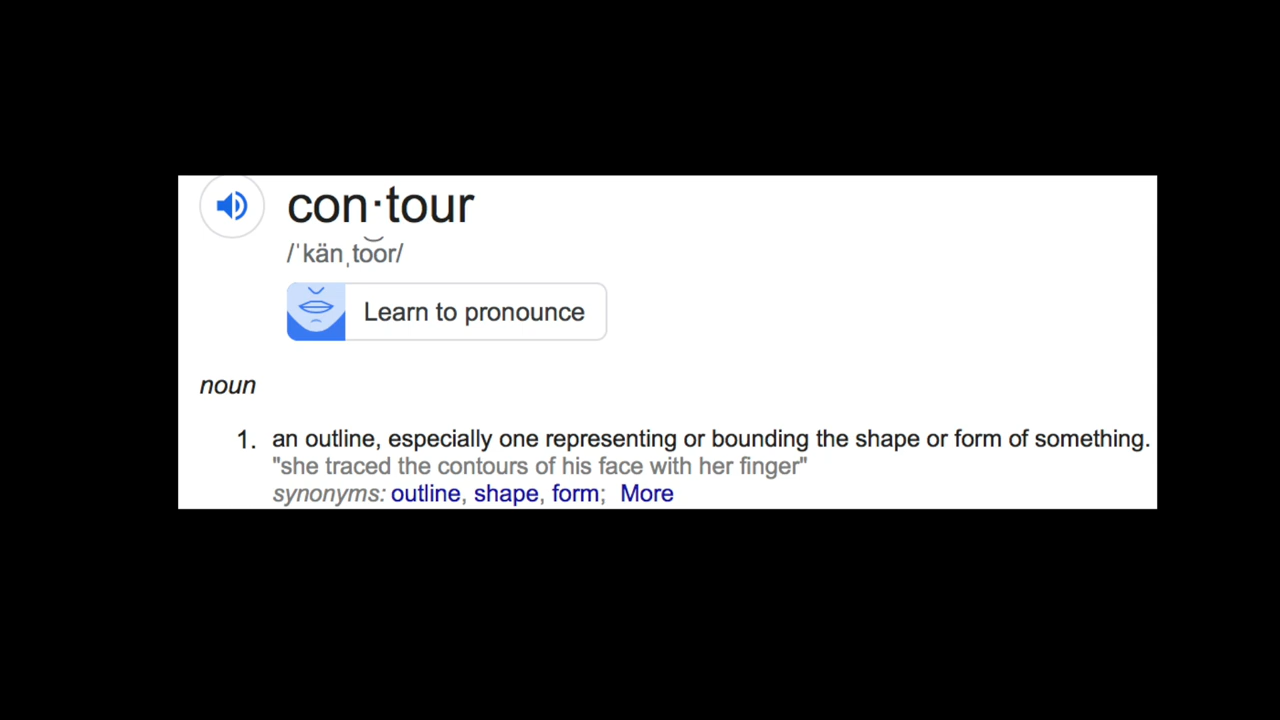 con·tour
/ˈkänˌto͝or/
Learn to pronounce
noun
1. an outline, especially one representing or bounding the shape or form of something.
"she traced the contours of his face with her finger"
synonyms: outline, shape, form; More